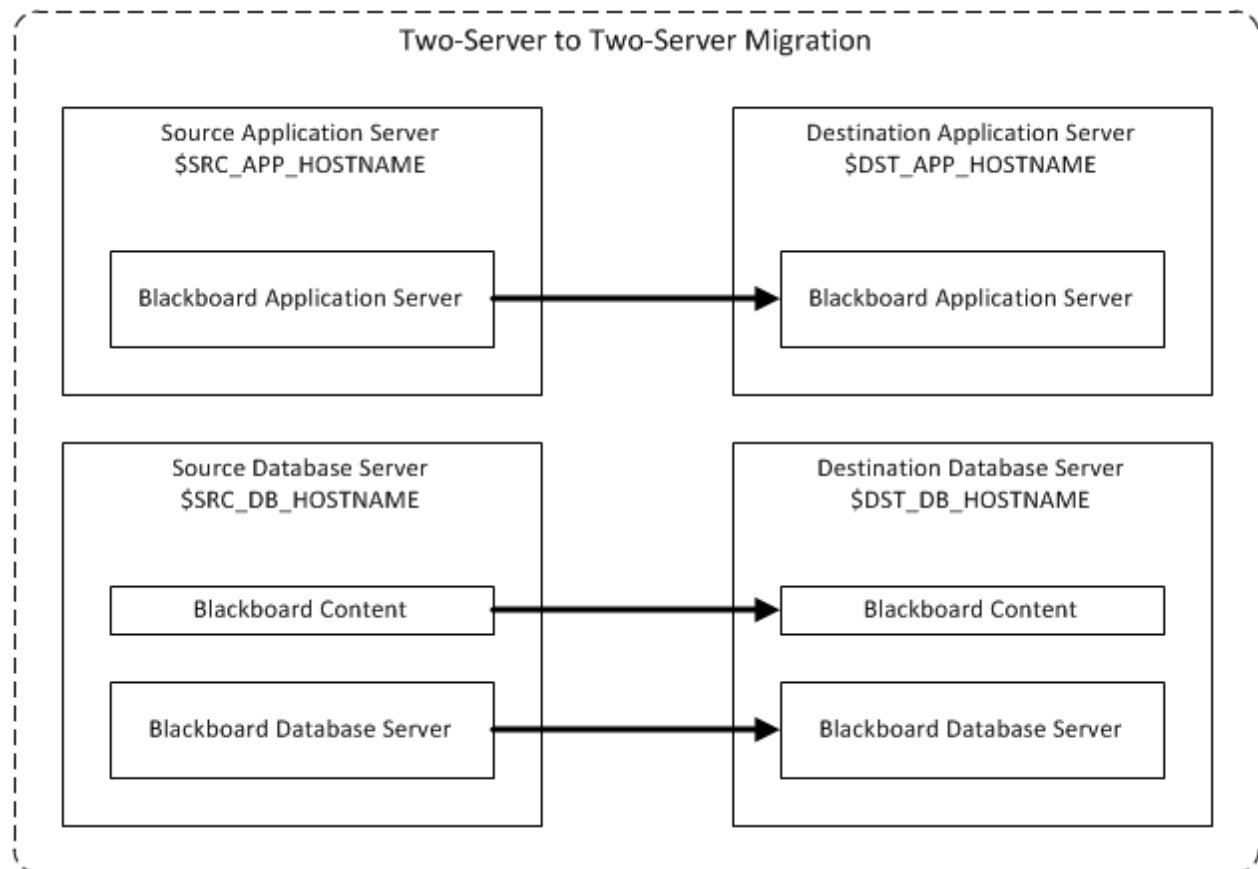 Two-Server to Two-Server Migration
Source Application Server
$SRC_APP_HOSTNAME
Blackboard Application Server
Destination Application Server
$DST_APP_HOSTNAME
Blackboard Application Server
Source Database Server
$SRC_DB_HOSTNAME
Blackboard Content
Blackboard Database Server
Destination Database Server
$DST_DB_HOSTNAME
Blackboard Content
Blackboard Database Server